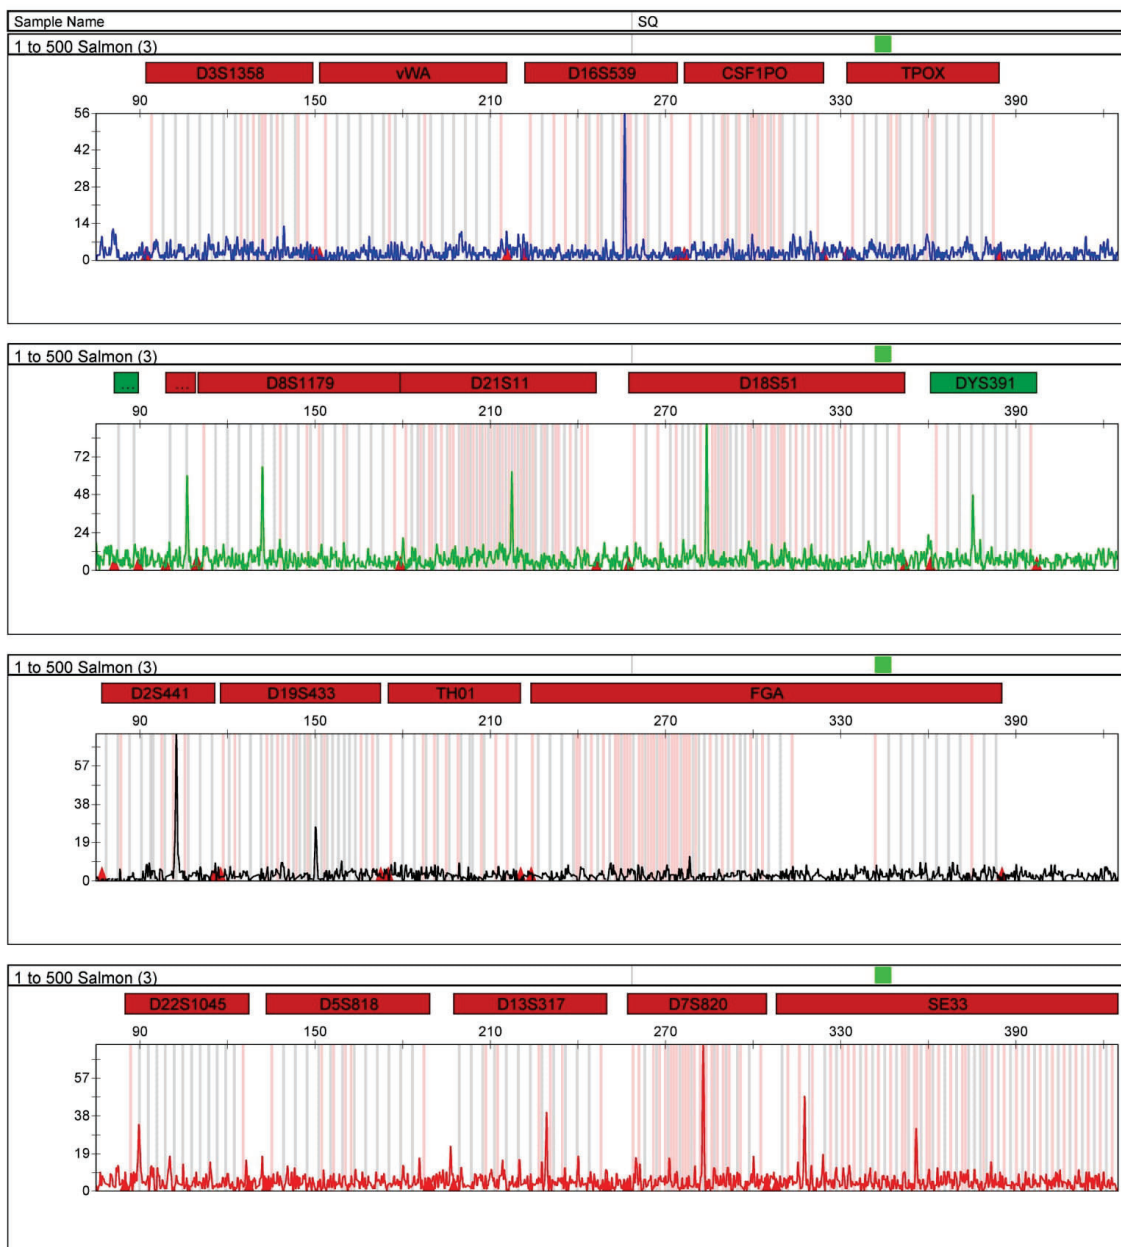 Sample Name SQ
1 to 500 Salmon (3)
D3S1358 vWA D16S539 CSF1PO TPOX
90 150 210 270 330 390
56
42
28
14
0
1 to 500 Salmon (3)
... ... D8S1179 D21S11 D18S51 DYS391
90 150 210 270 330 390
72
48
24
0
1 to 500 Salmon (3)
D2S441 D19S433 TH01 FGA
90 150 210 270 330 390
57
38
19
0
1 to 500 Salmon (3)
D22S1045 D5S818 D13S317 D7S820 SE33
90 150 210 270 330 390
57
38
19
0